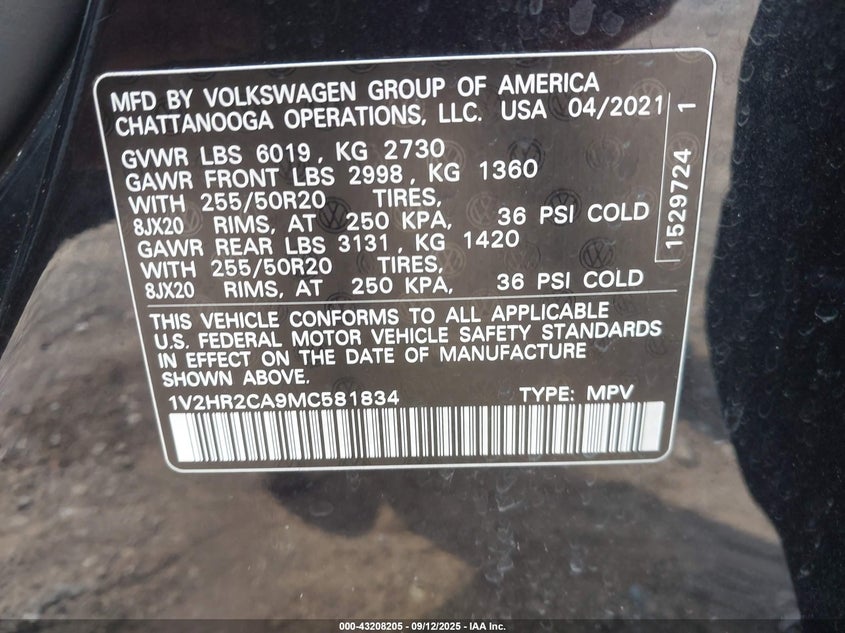 MFD BY VOLKSWAGEN GROUP OF AMERICA
CHATTANOOGA OPERATIONS, LLC. USA 04/2021
GVWR LBS 6019, KG 2730
GAWR FRONT LBS 2998, KG 1360
WITH 255/50R20 TIRES,
8JX20 RIMS, AT 250 KPA, 36 PSI COLD
GAWR REAR LBS 3131, KG 1420
WITH 255/50R20 TIRES,
8JX20 RIMS, AT 250 KPA, 36 PSI COLD
THIS VEHICLE CONFORMS TO ALL APPLICABLE
U.S. FEDERAL MOTOR VEHICLE SAFETY STANDARDS
IN EFFECT ON THE DATE OF MANUFACTURE
SHOWN ABOVE.
1V2HR2CA9MC581834 TYPE: MPV
1529724 1
000-43208205 - 09/12/2025 - IAA Inc.